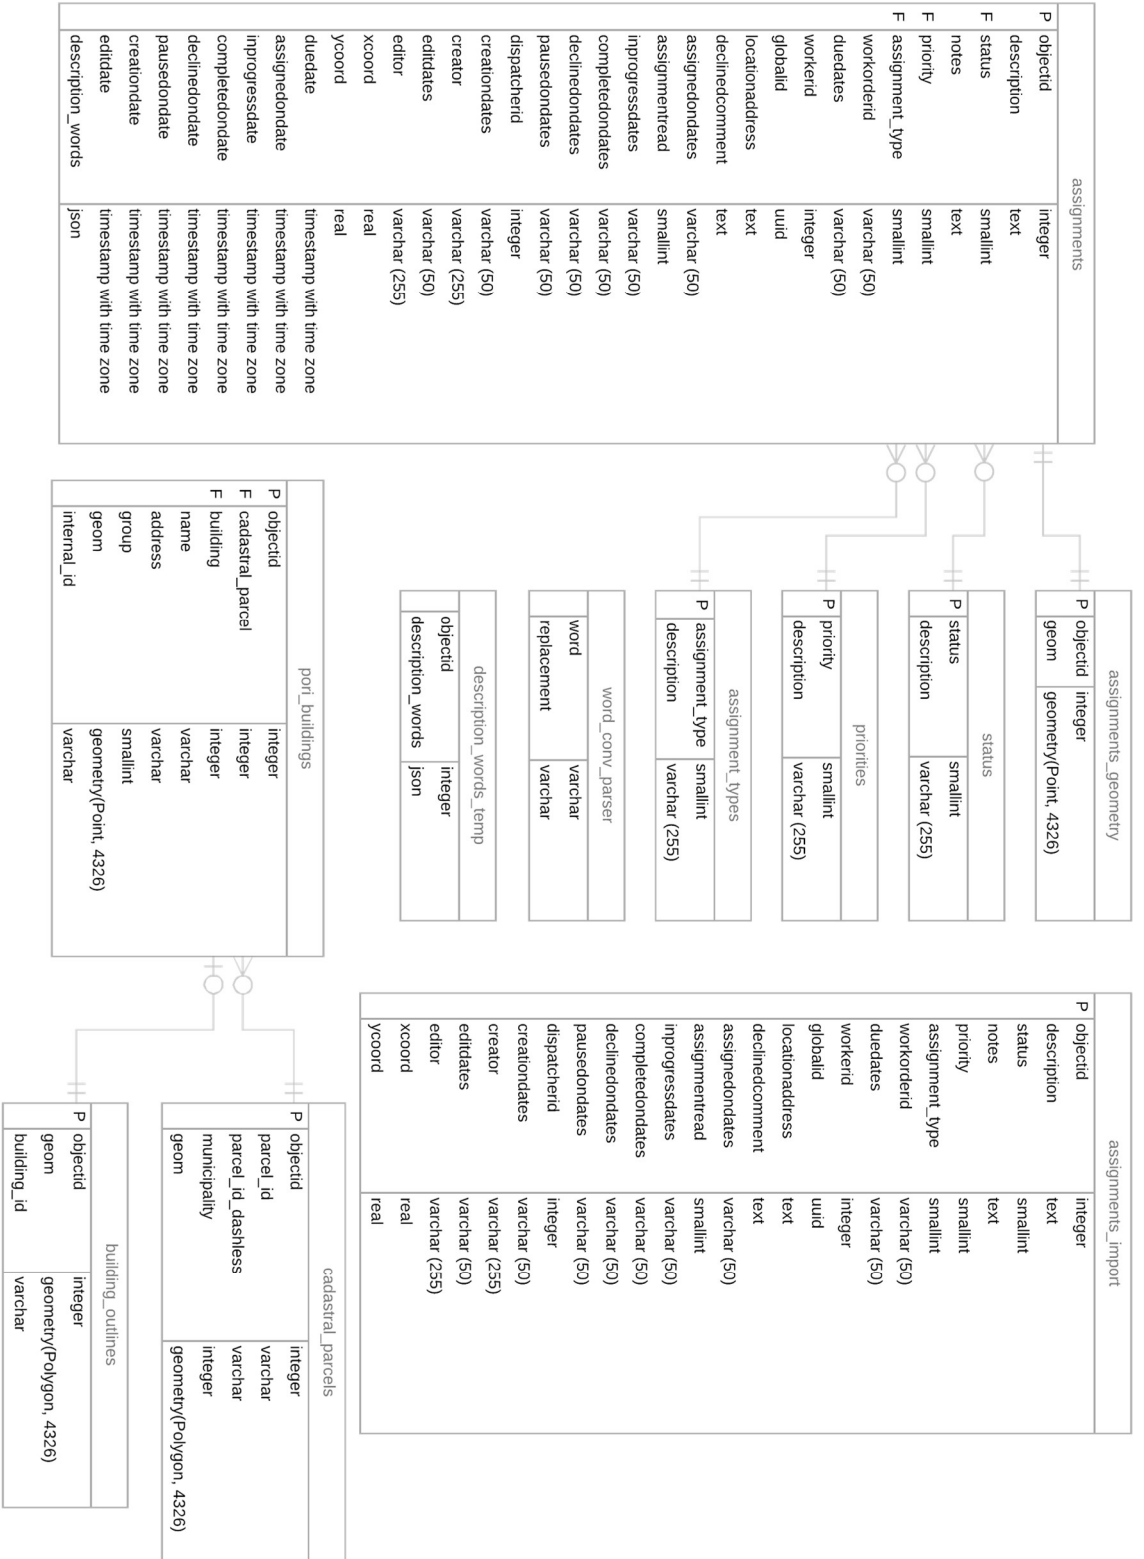 assignments
P objectid integer
description text
F status smallint
notes text
F priority smallint
F assignment_type smallint
workorderid varchar (50)
duedates varchar (50)
workerid integer
globalid uuid
locationaddress text
declinedcomment text
assignedondates varchar (50)
assignmentread smallint
inprogressdates varchar (50)
completedondates varchar (50)
declinedondates varchar (50)
pausedondates varchar (50)
dispatcherid integer
creationdates varchar (50)
creator varchar (255)
editdates varchar (50)
editor varchar (255)
xcoord real
ycoord real
duedate timestamp with time zone
assignedondate timestamp with time zone
inprogressdate timestamp with time zone
completedondate timestamp with time zone
declinedondate timestamp with time zone
pausedondate timestamp with time zone
creationdate timestamp with time zone
editdate timestamp with time zone
description_words json
assignments_geometry
P objectid integer
geom geometry(Point, 4326)
status
P status smallint
description varchar (255)
priorities
P priority smallint
description varchar (255)
assignment_types
P assignment_type smallint
description varchar (255)
word_conv_parser
word varchar
replacement varchar
description_words_temp
objectid integer
description_words json
pori_buildings
P objectid integer
F cadastral_parcel integer
F building integer
name varchar
address varchar
group smallint
geom geometry(Point, 4326)
internal_id varchar
assignments_import
P objectid integer
description text
status smallint
notes text
priority smallint
assignment_type smallint
workorderid varchar (50)
duedates varchar (50)
workerid integer
globalid uuid
locationaddress text
declinedcomment text
assignedondates varchar (50)
assignmentread smallint
inprogressdates varchar (50)
completedondates varchar (50)
declinedondates varchar (50)
pausedondates varchar (50)
dispatcherid integer
creationdates varchar (50)
creator varchar (255)
editdates varchar (50)
editor varchar (255)
xcoord real
ycoord real
cadastral_parcels
P objectid integer
parcel_id varchar
parcel_id_dashless varchar
municipality integer
geom geometry(Polygon, 4326)
building_outlines
P objectid integer
geom geometry(Polygon, 4326)
building_id varchar